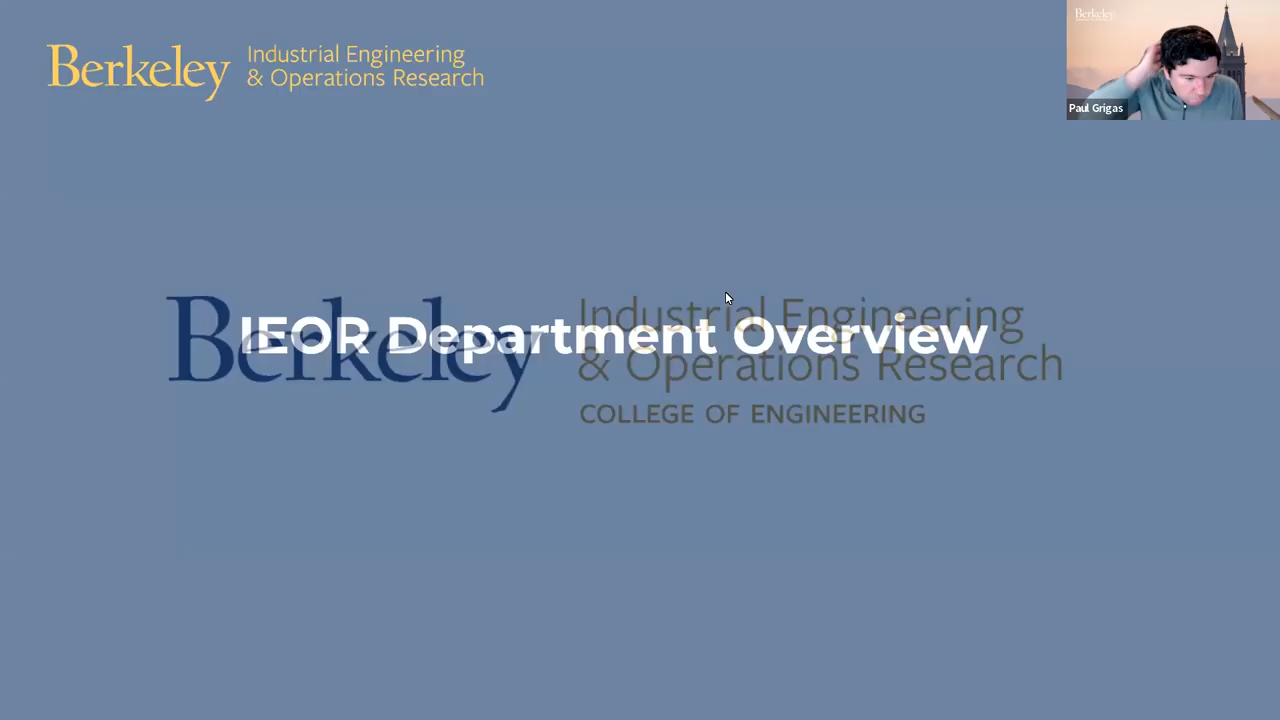 Berkeley
Industrial Engineering
& Operations Research
Berkeley
Paul Grigas
IEOR Department Overview
Berkeley
Industrial Engineering
& Operations Research
COLLEGE OF ENGINEERING